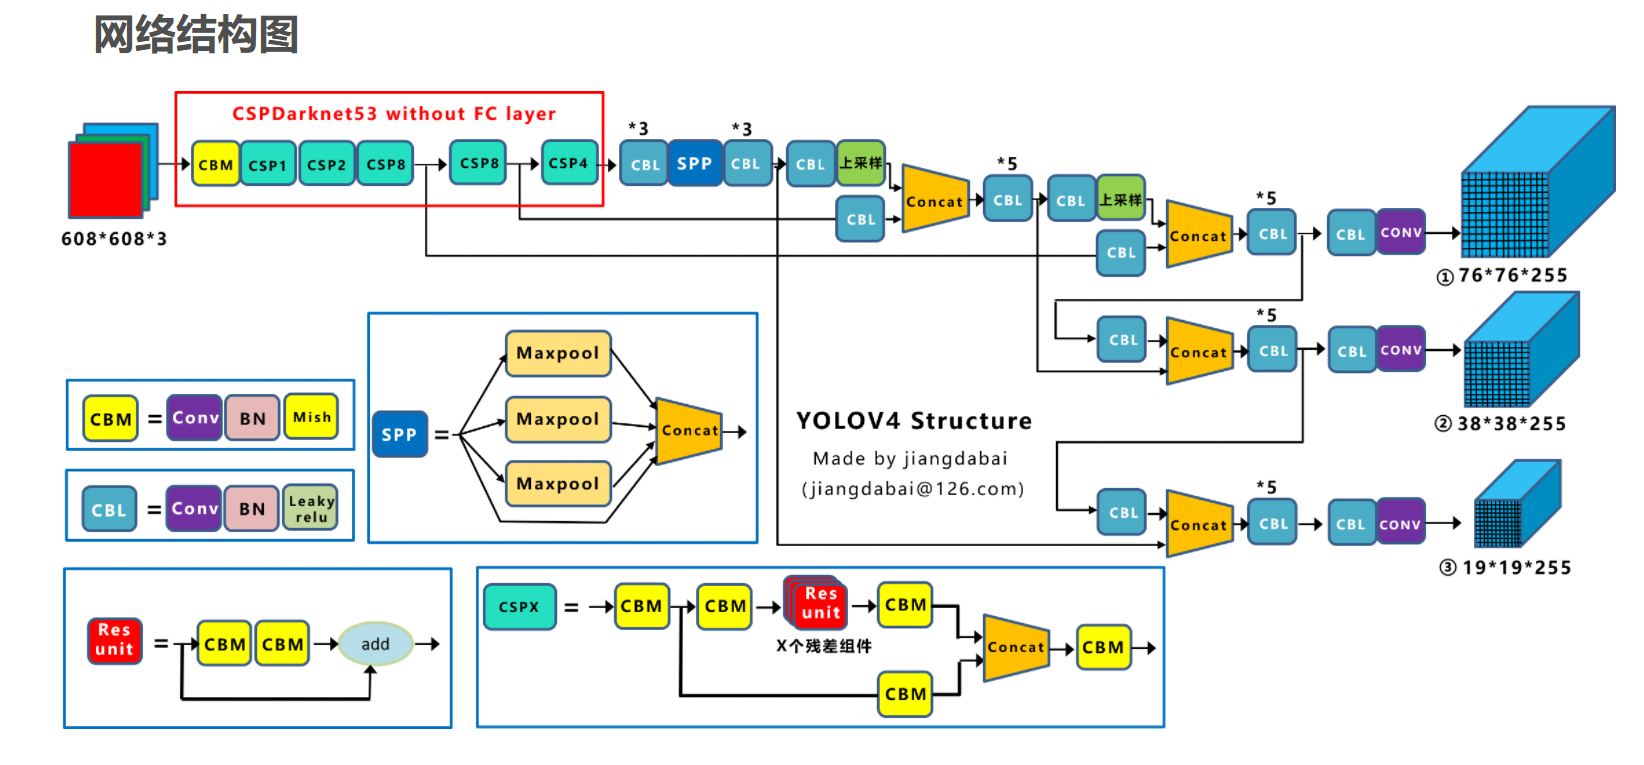 网络结构图
CSPDarknet53 without FC layer
*3
*3
CBM CSP1 CSP2 CSP8 CSP8 CSP4 CBL SPP CBL CBL 上采样
*5
Concat
CBL
CBL
CBL 上采样
*5
608*608*3
CBL
Concat
CBL
CBL
CONV
CBL
① 76*76*255
*5
CBL
Concat
CBL
CBL
CONV
② 38*38*255
YOLOV4 Structure
Made by jiangdabai
(jiangdabai@126.com)
*5
CBL
Concat
CBL
CBL
CONV
③ 19*19*255
CBM = Conv BN Mish
CBL = Conv BN Leaky
relu
SPP =
Maxpool
Maxpool
Maxpool
Concat
Res
unit
=
CBM CBM add
CSPX = CBM CBM Res
unit
CBM
X个残差组件
Concat
CBM
CBM